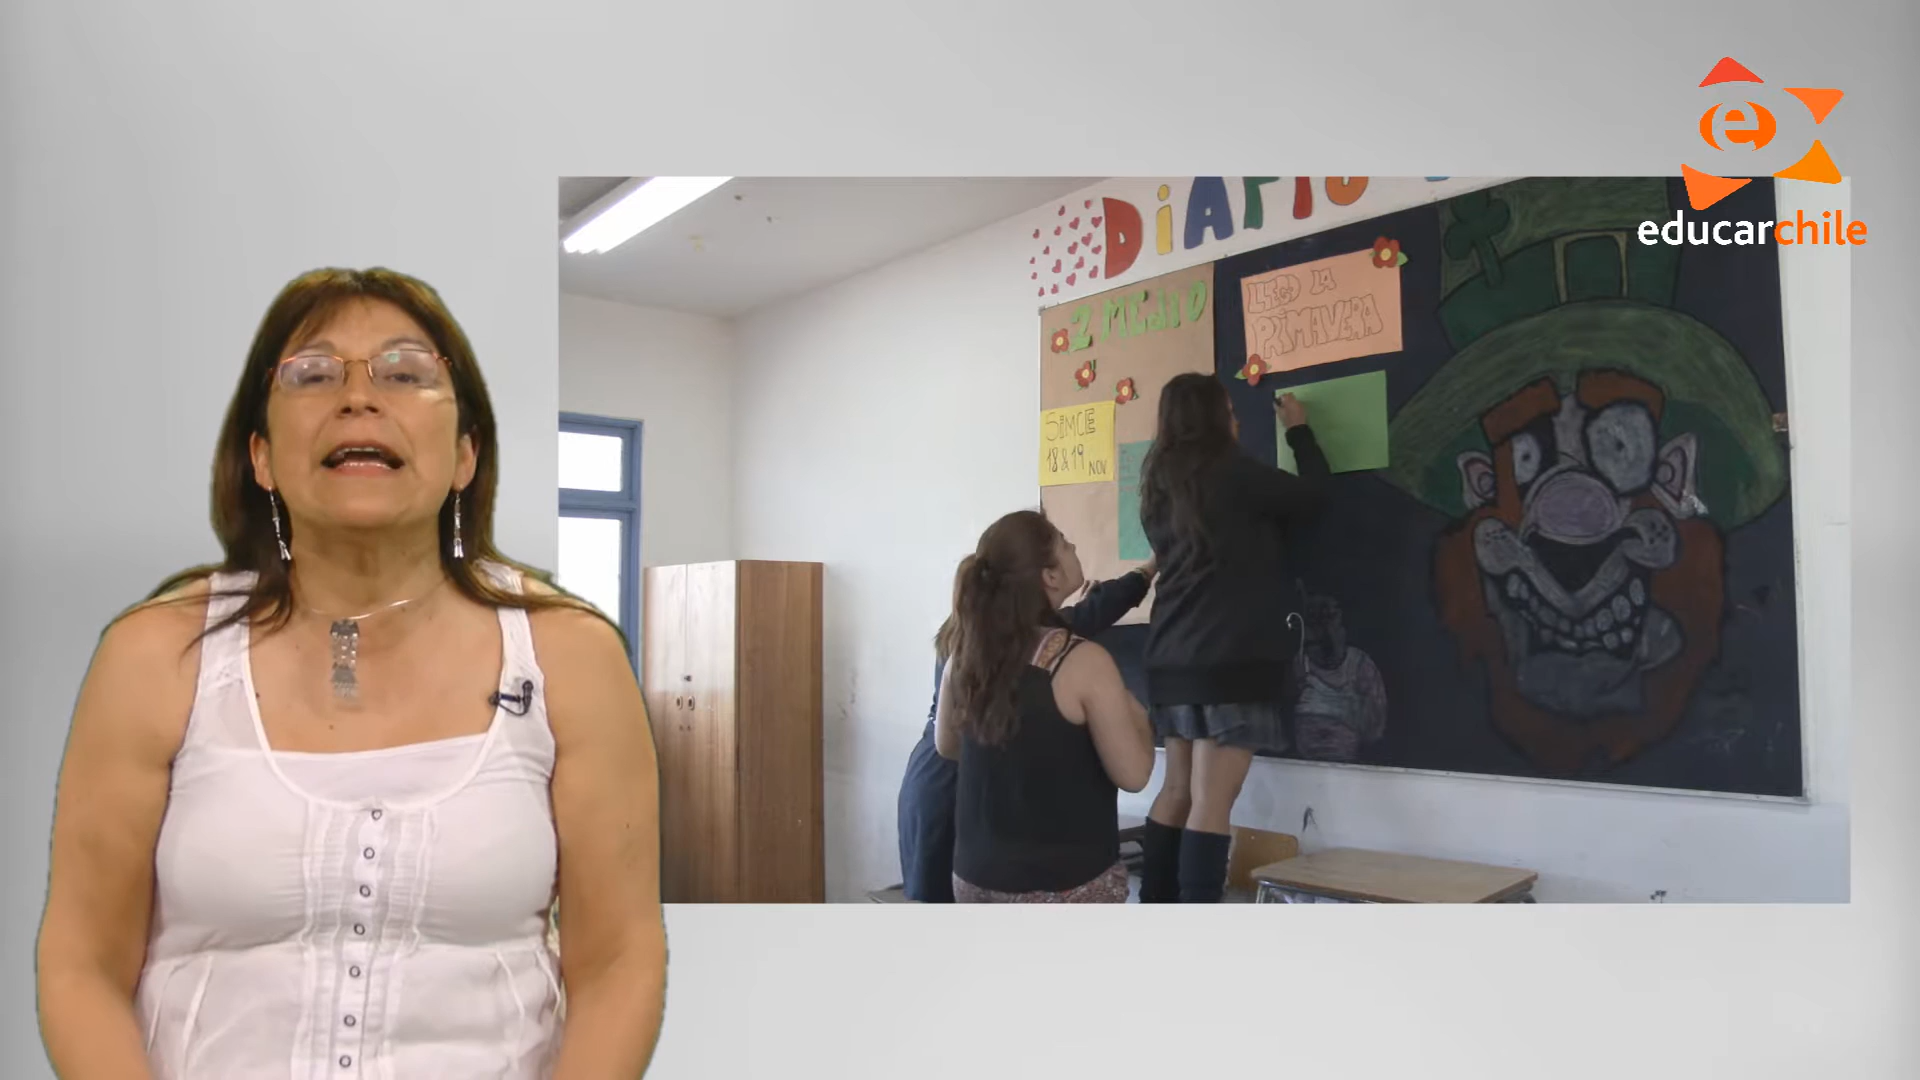 educarchile
DIARIO
2 MEDIO
LLEGO LA
PRIMAVERA
SIMCE
18 & 19 NOV